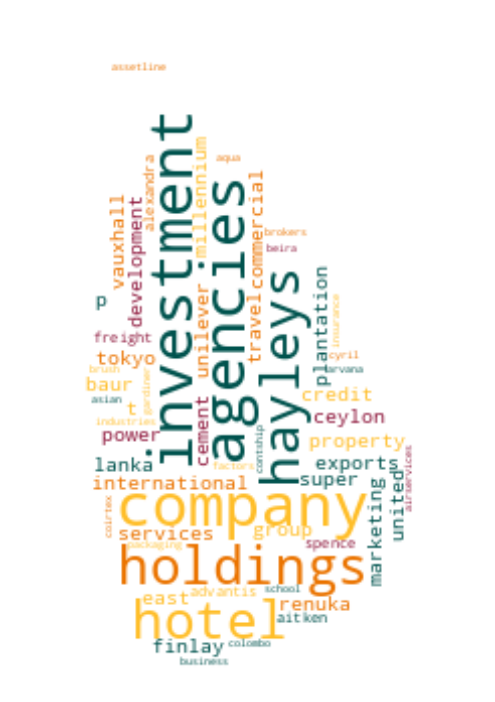 assetline
investment
millennium
aqua
alexandra
agencies
commercial
vauxhall
development
brokers
beira
hayleys
plantation
p
unilever
travel
insurance
freight
tokyo
cyril
arvana
brush
baur
gardiner
credit
asian
t
cement
ceylon
industries
power
contship
property
lanka
factors
exports
airservices
international
super
united
marketing
company
coirtex
services
group
packaging
spence
holdings
east
advantis
school
renuka
hotel
aitken
finlay
colombo
business